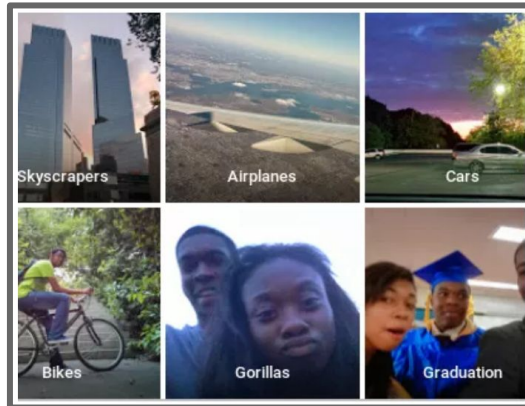 Skyscrapers
Airplanes
Cars
Bikes
Gorillas
Graduation